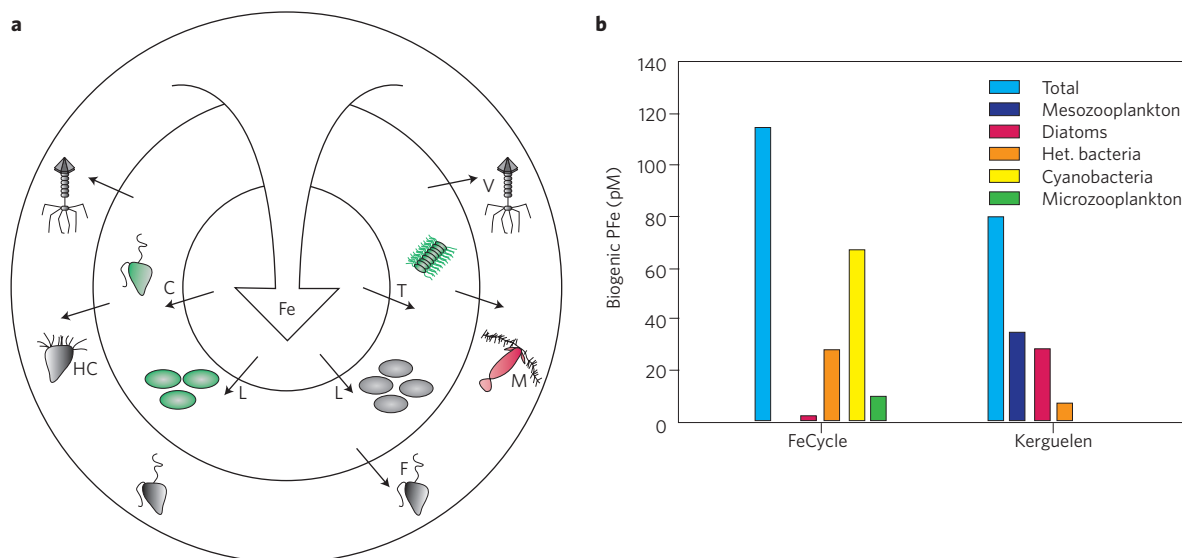 a
V
C
T
Fe
HC
M
L
L
F
b
Biogenic PFe (pM)
140
120
100
80
60
40
20
0
Total
Mesozooplankton
Diatoms
Het. bacteria
Cyanobacteria
Microzooplankton
FeCycle
Kerguelen